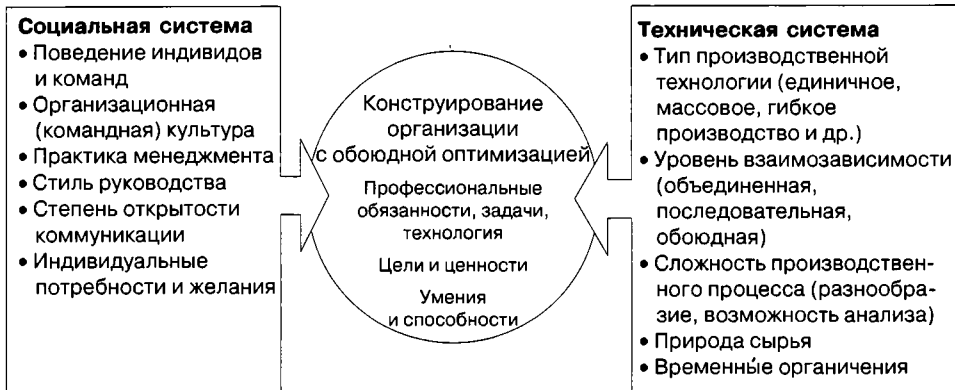 Социальная система
• Поведение индивидов
и команд
• Организационная
(командная) культура
• Практика менеджмента
• Стиль руководства
• Степень открытости
коммуникации
• Индивидуальные
потребности и желания
Конструирование
организации
с обоюдной оптимизацией
Профессиональные
обязанности, задачи,
технология
Цели и ценности
Умения
и способности
Техническая система
• Тип производственной
технологии (единичное,
массовое, гибкое
производство и др.)
• Уровень взаимозависимости
(объединенная,
последовательная,
обоюдная)
• Сложность производствен-
ного процесса (разнообра-
зие, возможность анализа)
• Природа сырья
• Временные органичения